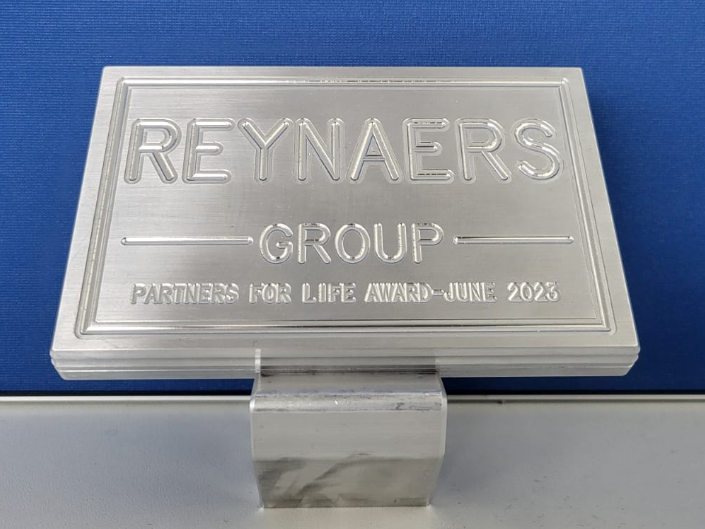 REYNAERS
GROUP
PARTNERS FOR LIFE AWARD-JUNE 2023